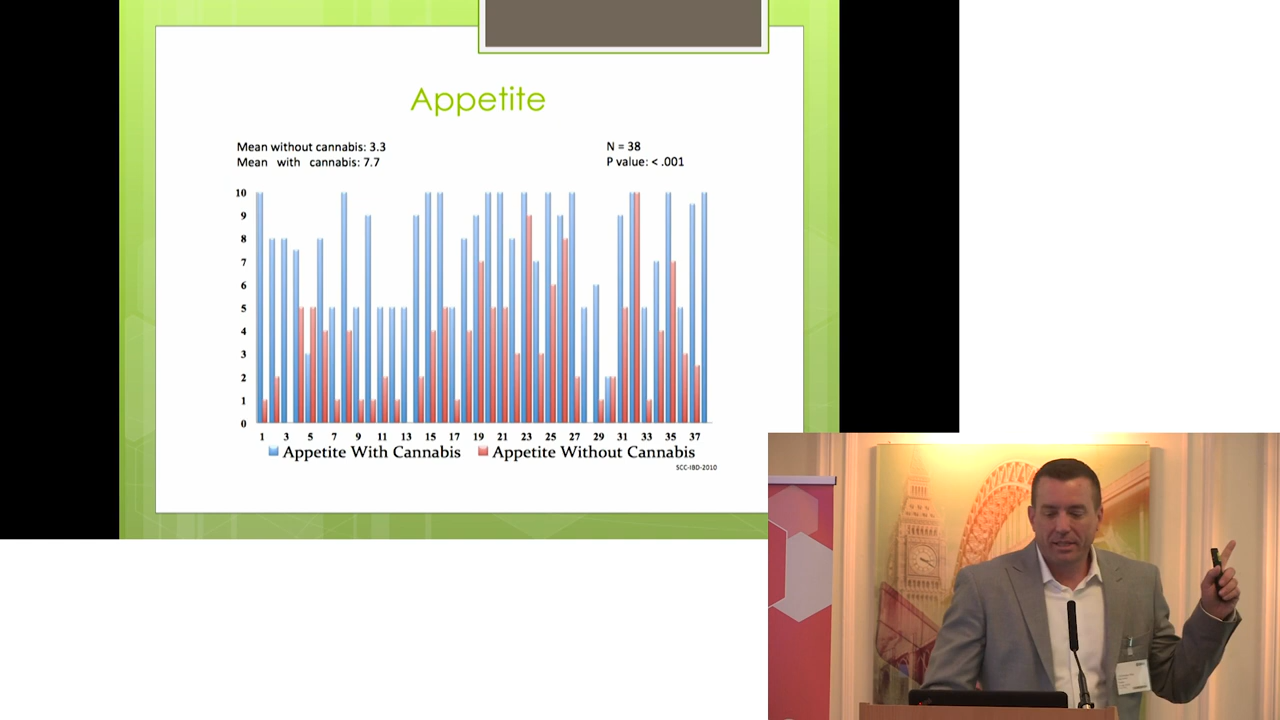 Appetite
Mean without cannabis: 3.3
Mean with cannabis: 7.7
N = 38
P value: < .001
10
9
8
7
6
5
4
3
2
1
0
1 3 5 7 9 11 13 15 17 19 21 23 25 27 29 31 33 35 37
Appetite With Cannabis Appetite Without Cannabis
SCC-IBD-2010